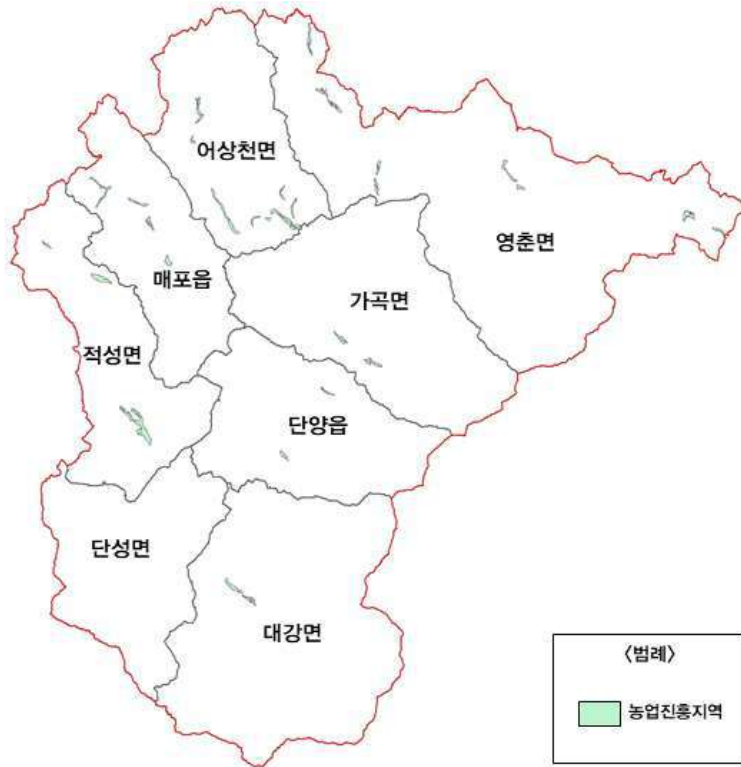 어상천면
영춘면
매포읍
가곡면
적성면
단양읍
단성면
대강면
〈범례〉
농업진흥지역